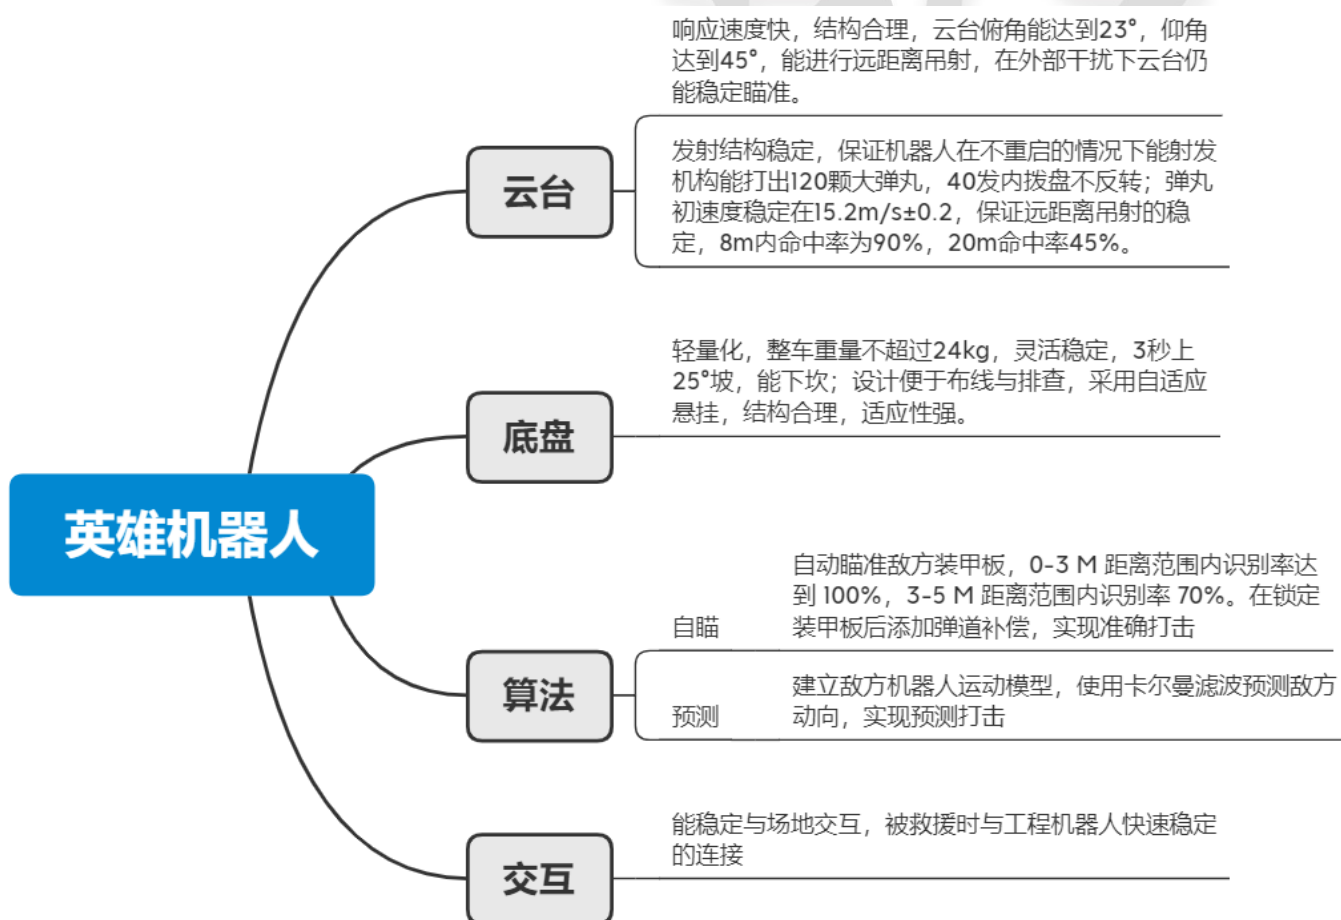 响应速度快，结构合理，云台俯角能达到23°，仰角
达到45°，能进行远距离吊射，在外部干扰下云台仍
能稳定瞄准。
云台
发射结构稳定，保证机器人在不重启的情况下能射发
机构能打出120颗大弹丸，40发内拨盘不反转；弹丸
初速度稳定在15.2m/s±0.2，保证远距离吊射的稳
定，8m内命中率为90%，20m命中率45%。
底盘
轻量化，整车重量不超过24kg，灵活稳定，3秒上
25°坡，能下坎；设计便于布线与排查，采用自适应
悬挂，结构合理，适应性强。
英雄机器人
算法
自瞄
自动瞄准敌方装甲板，0-3 M 距离范围内识别率达
到 100%，3-5 M 距离范围内识别率 70%。在锁定
装甲板后添加弹道补偿，实现准确打击
预测
建立敌方机器人运动模型，使用卡尔曼滤波预测敌方
动向，实现预测打击
交互
能稳定与场地交互，被救援时与工程机器人快速稳定
的连接